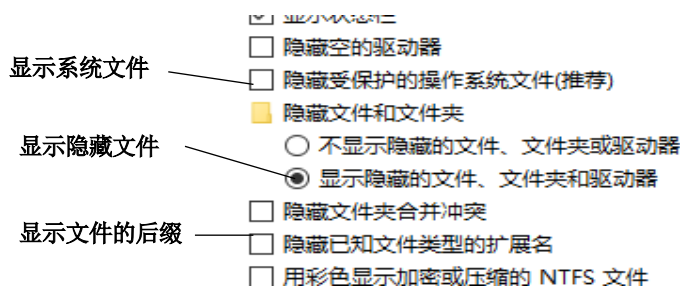 显示状态栏
隐藏空的驱动器
显示系统文件
隐藏受保护的操作系统文件(推荐)
隐藏文件和文件夹
不显示隐藏的文件、文件夹或驱动器
显示隐藏文件
显示隐藏的文件、文件夹和驱动器
隐藏文件夹合并冲突
显示文件的后缀
隐藏已知文件类型的扩展名
用彩色显示加密或压缩的 NTFS 文件